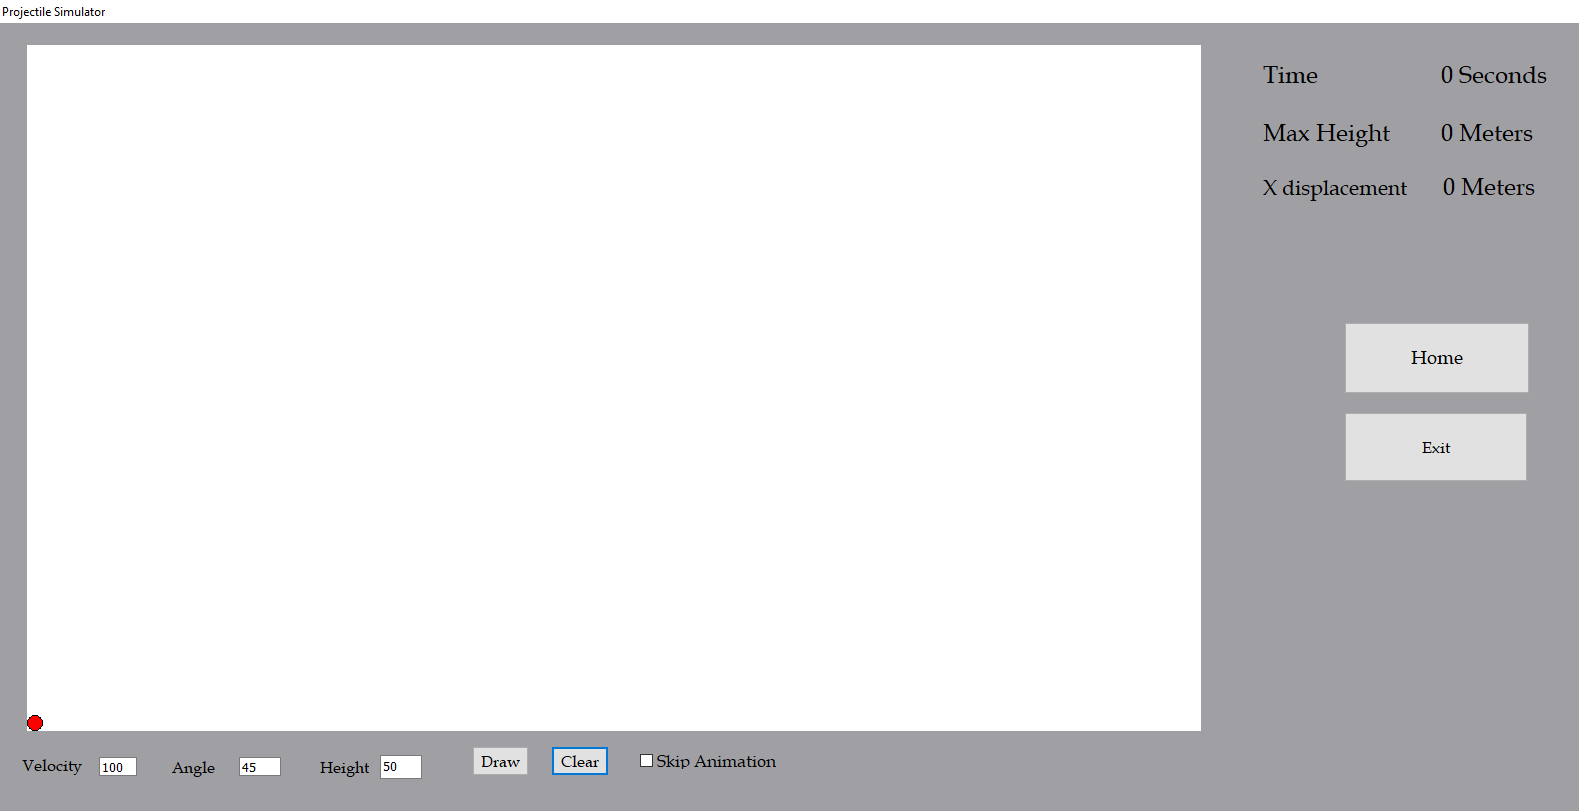 Projectile Simulator
Time 0 Seconds
Max Height 0 Meters
X displacement 0 Meters
Home
Exit
Velocity 100 Angle 45 Height 50 Draw Clear Skip Animation